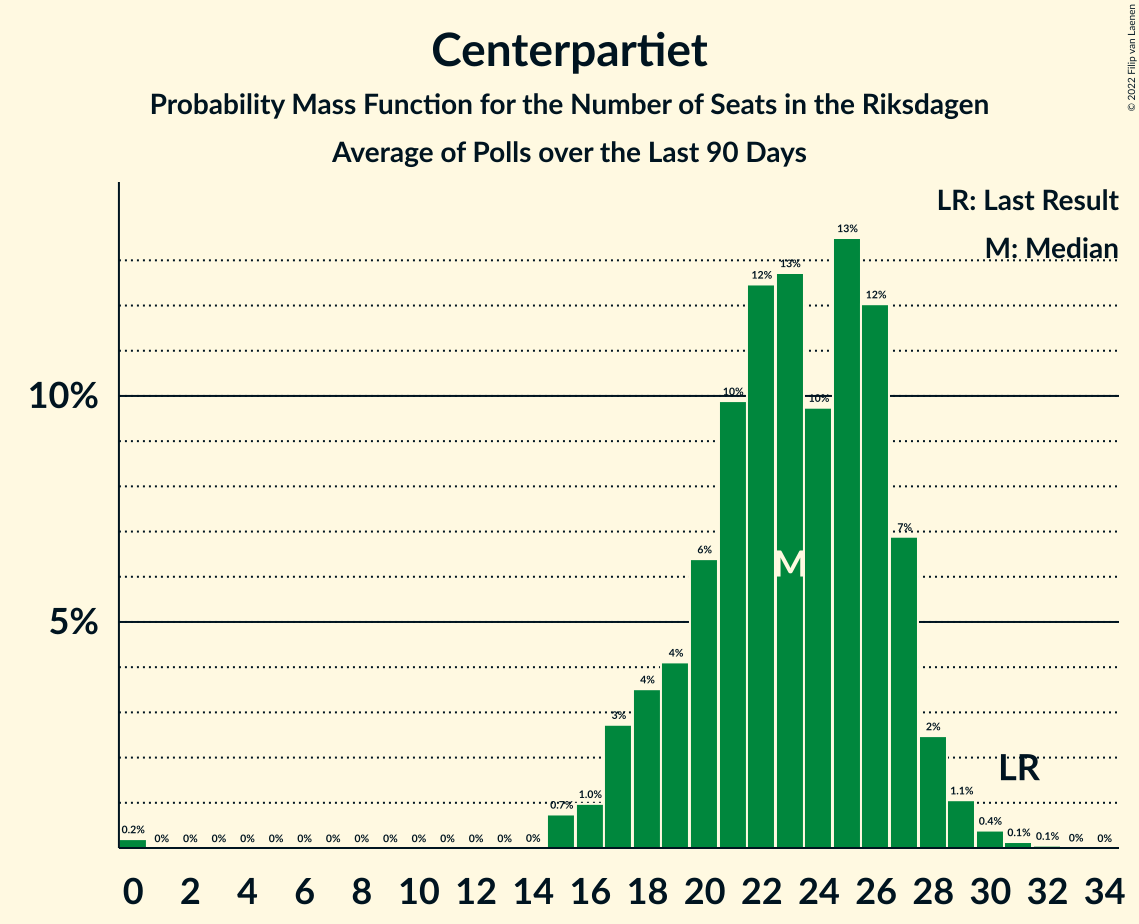 © 2022 Filip van Laenen
Centerpartiet
Probability Mass Function for the Number of Seats in the Riksdagen
Average of Polls over the Last 90 Days
LR: Last Result
M: Median
10%
5%
0.2% 0% 0% 0% 0% 0% 0% 0% 0% 0% 0% 0% 0% 0% 0% 0.7% 1.0% 3% 4% 4% 6% 10% 12% 13% 10% 13% 12% 7% 2% 1.1% 0.4% 0.1% 0.1% 0% 0%
M
LR
0 2 4 6 8 10 12 14 16 18 20 22 24 26 28 30 32 34